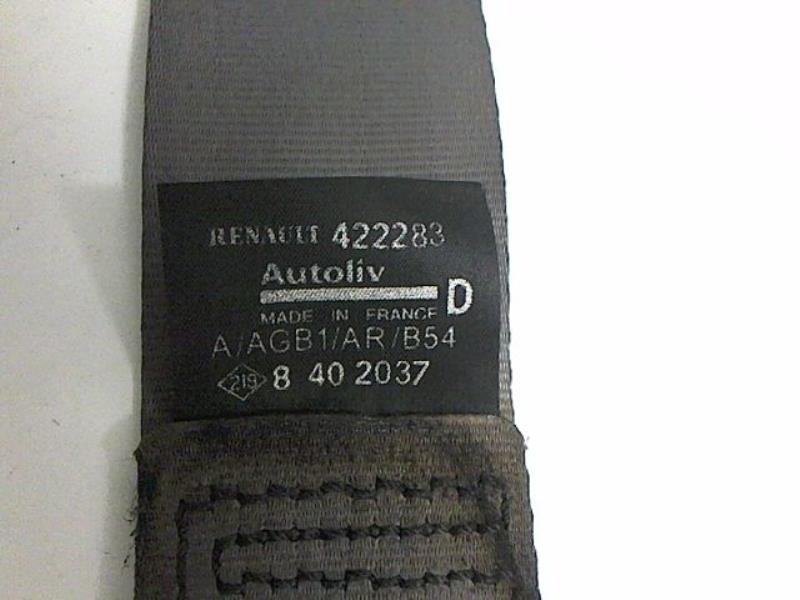 RENAULT 422283
Autoliv
D
MADE IN FRANCE
A/AGB1/AR/B54
219 8 40 2037